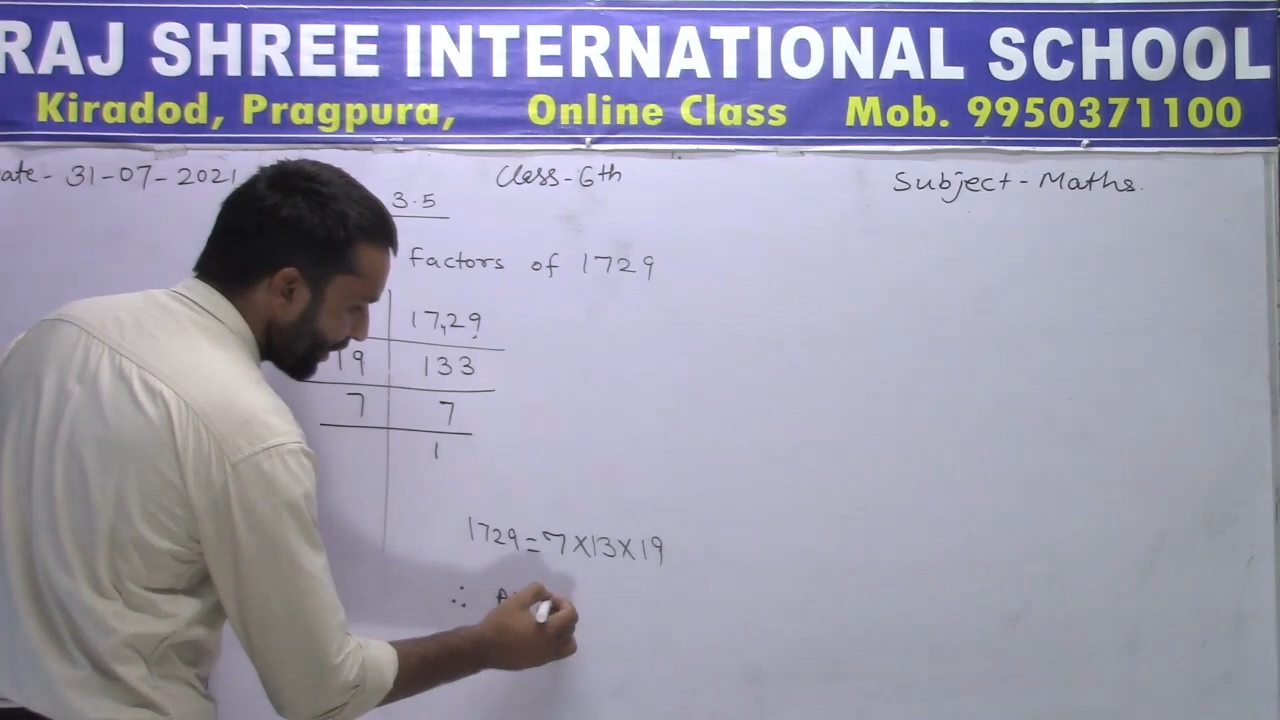 RAJ SHREE INTERNATIONAL SCHOOL
Kiradod, Pragpura, Online Class Mob. 9950371100
ate- 31-07-2021 Class-6th Subject-Maths.
3.5
factors of 1729
17,29
19 133
7 7
1
1729=7×13×19
∴